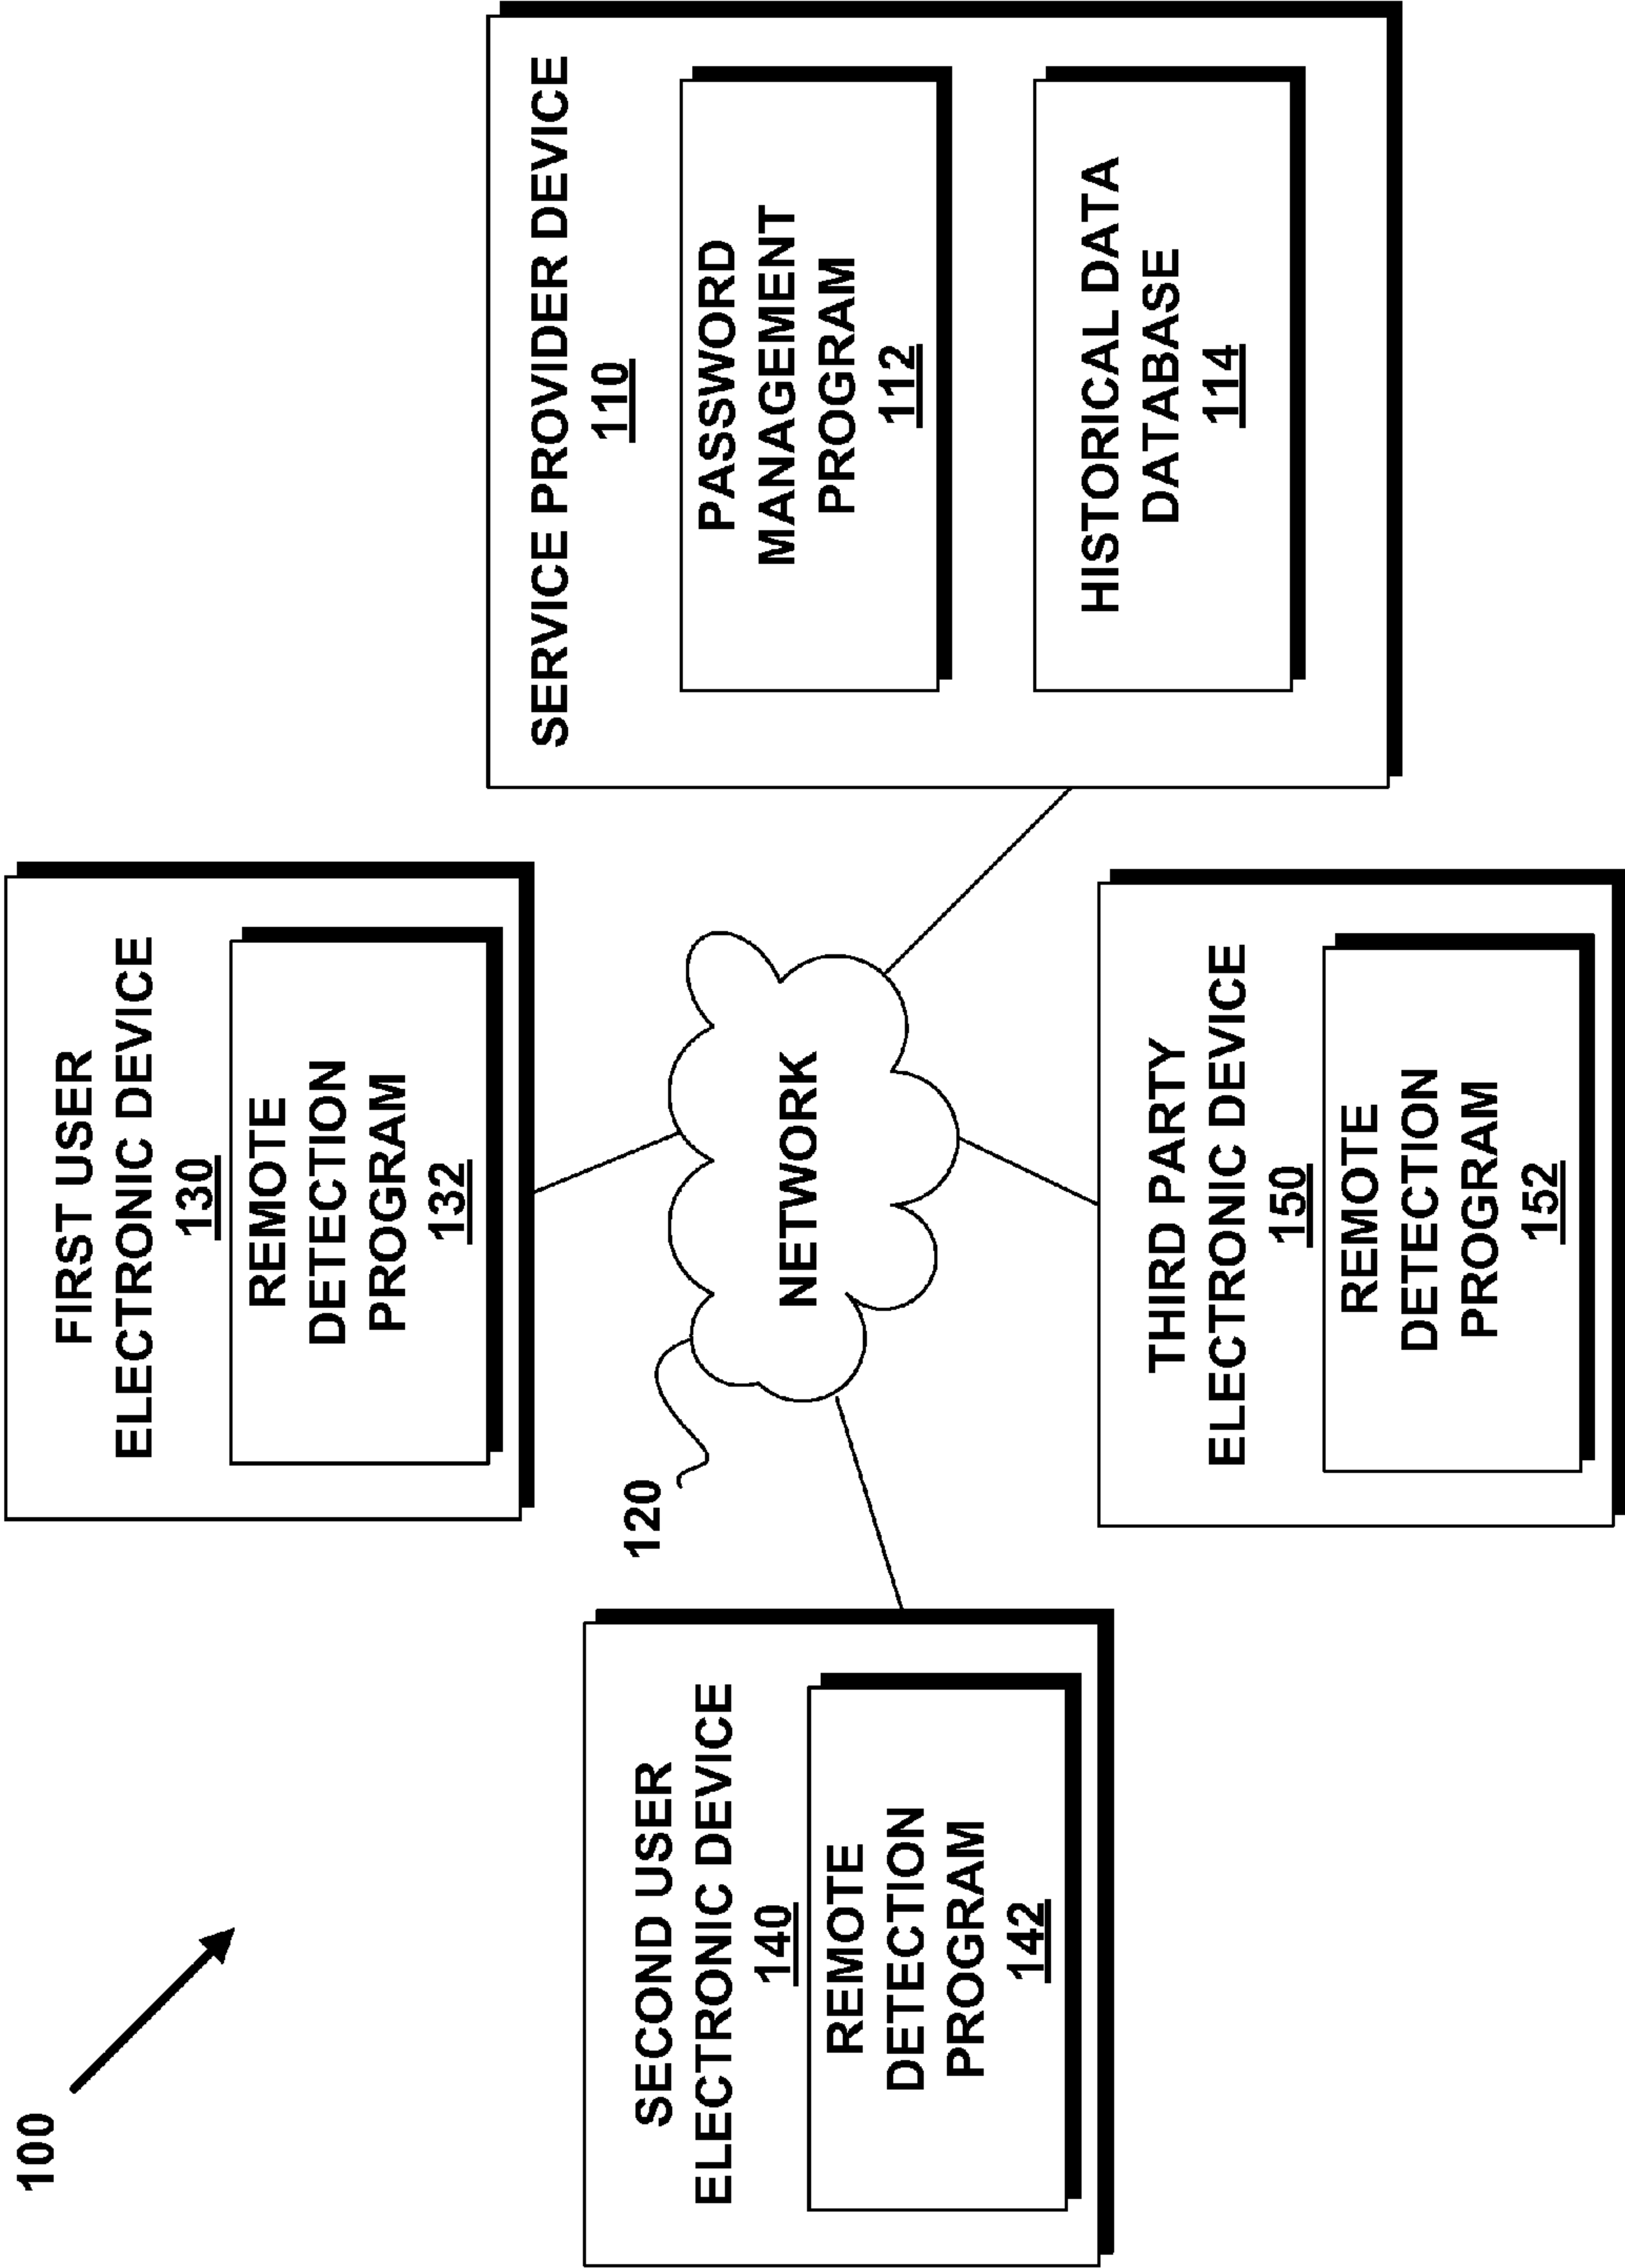 100
FIRST USER
ELECTRONIC DEVICE
130
REMOTE
DETECTION
PROGRAM
132
SECOND USER
ELECTRONIC DEVICE
140
REMOTE
DETECTION
PROGRAM
142
120
NETWORK
SERVICE PROVIDER DEVICE
110
PASSWORD
MANAGEMENT
PROGRAM
112
HISTORICAL DATA
DATABASE
114
THIRD PARTY
ELECTRONIC DEVICE
150
REMOTE
DETECTION
PROGRAM
152